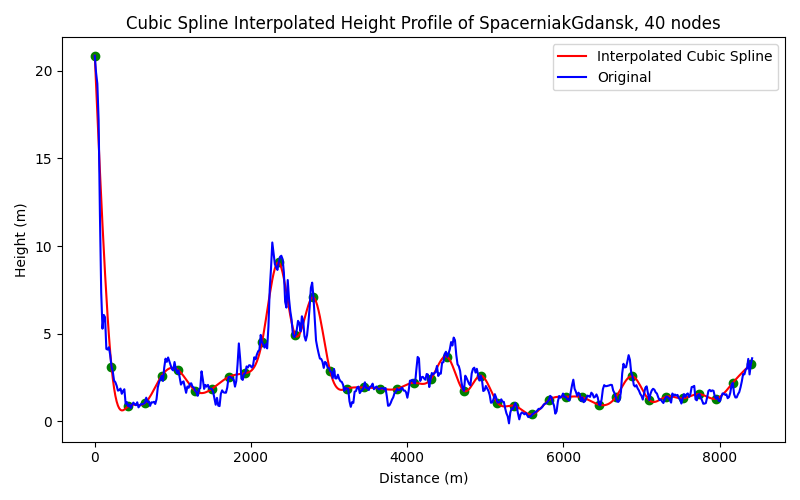 Cubic Spline Interpolated Height Profile of SpacerniakGdansk, 40 nodes
Interpolated Cubic Spline
Original
Height (m)
20
15
10
5
0
0 2000 4000 6000 8000
Distance (m)